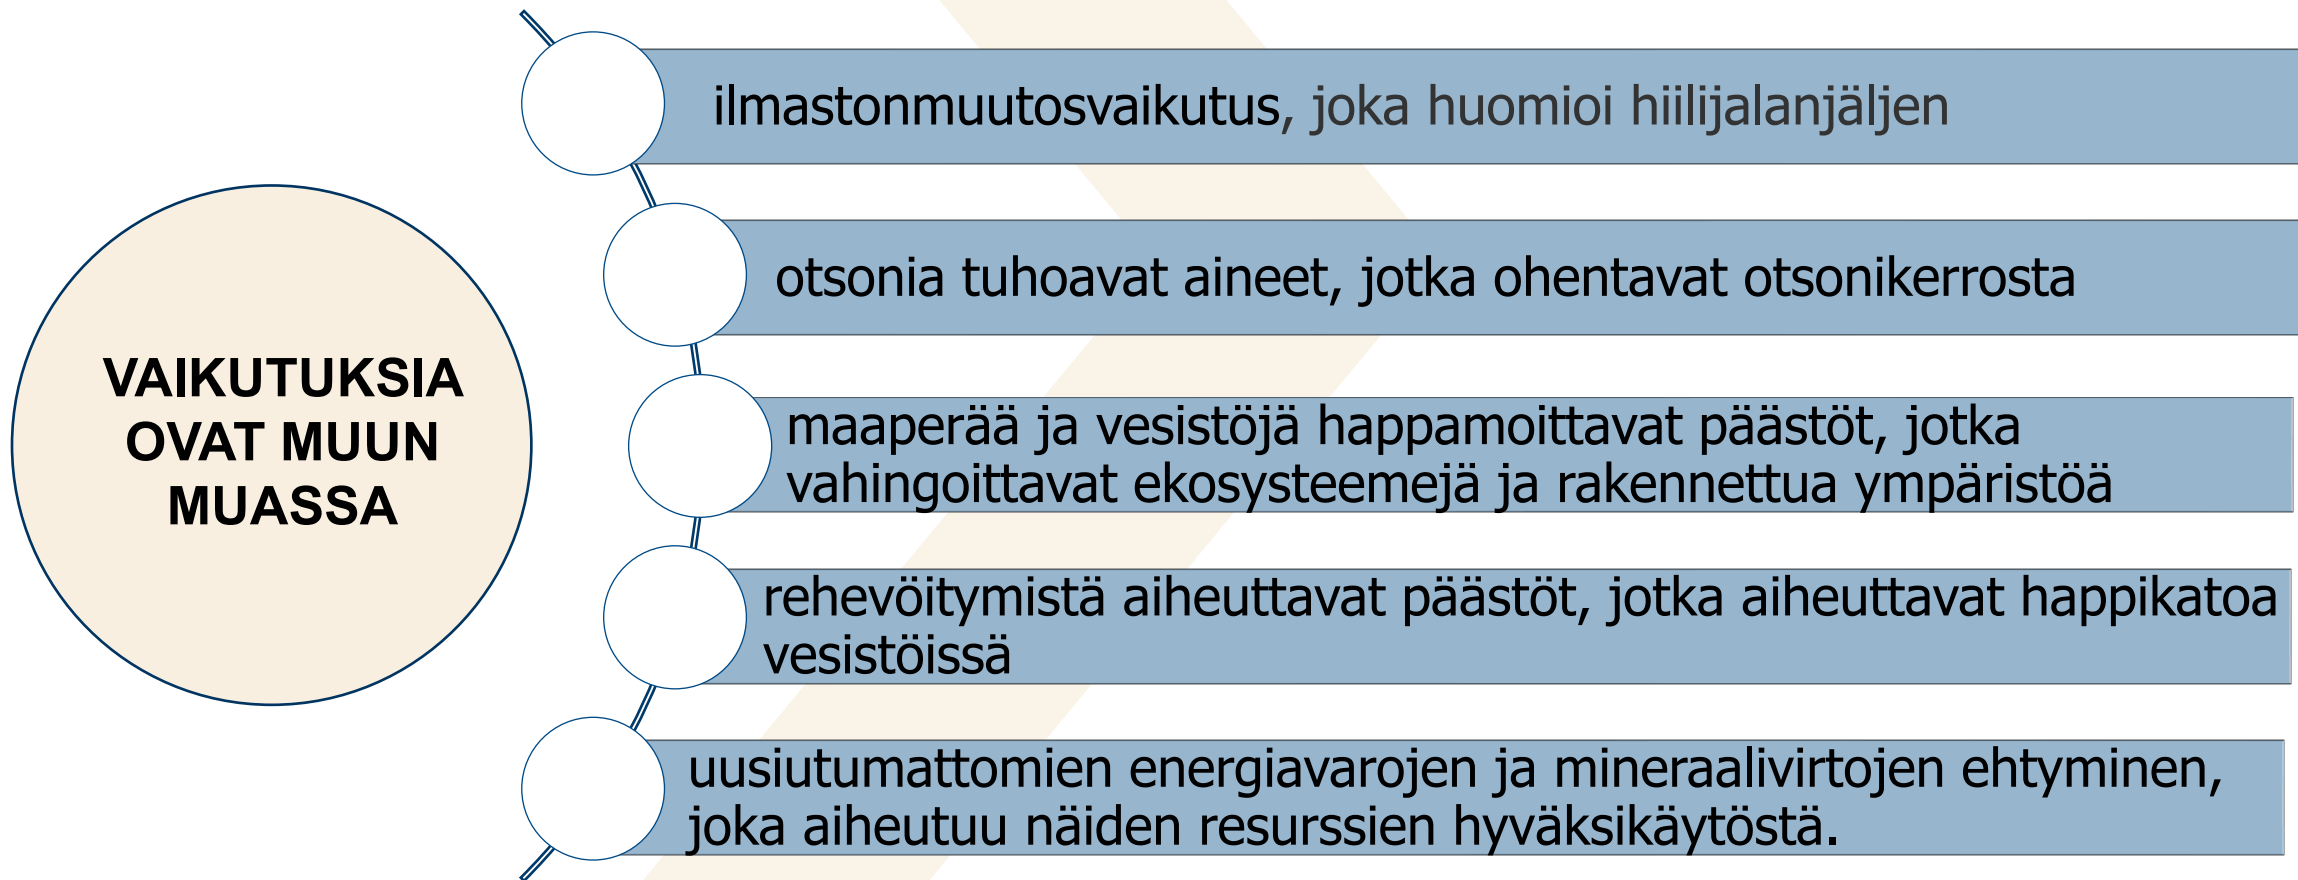 VAIKUTUKSIA
OVAT MUUN
MUASSA
ilmastonmuutosvaikutus, joka huomioi hiilijalanjäljen
otsonia tuhoavat aineet, jotka ohentavat otsonikerrosta
maaperää ja vesistöjä happamoittavat päästöt, jotka
vahingoittavat ekosysteemejä ja rakennettua ympäristöä
rehevöitymistä aiheuttavat päästöt, jotka aiheuttavat happikatoa
vesistöissä
uusiutumattomien energiavarojen ja mineraalivirtojen ehtyminen,
joka aiheutuu näiden resurssien hyväksikäytöstä.